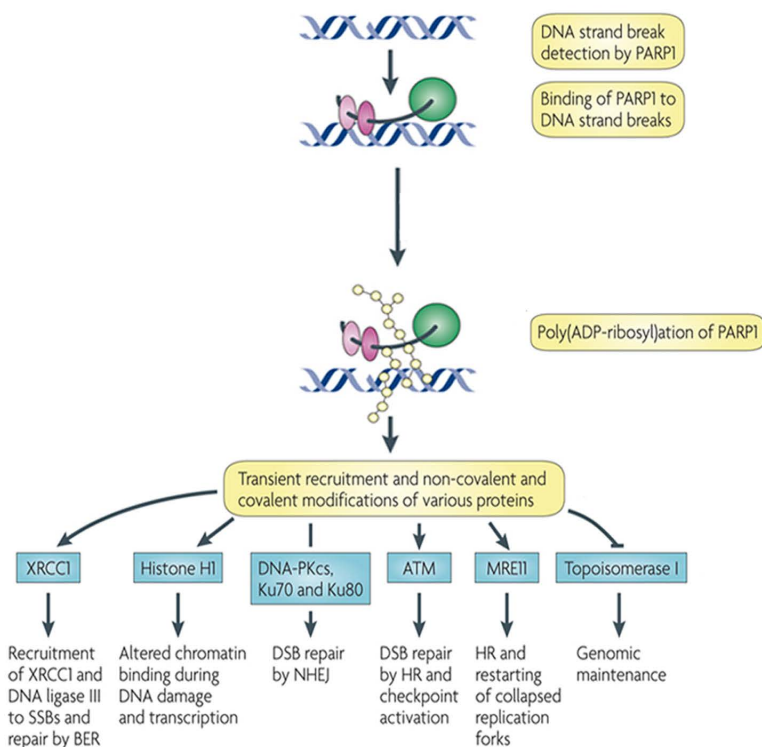 DNA strand break
detection by PARP1
Binding of PARP1 to
DNA strand breaks
Poly(ADP-ribosyl)ation of PARP1
Transient recruitment and non-covalent and
covalent modifications of various proteins
XRCC1
Histone H1
DNA-PKcs,
Ku70 and Ku80
ATM
MRE11
Topoisomerase I
Recruitment
of XRCC1 and
DNA ligase III
to SSBs and
repair by BER
Altered chromatin
binding during
DNA damage
and transcription
DSB repair
by NHEJ
DSB repair
by HR and
checkpoint
activation
HR and
restarting
of collapsed
replication
forks
Genomic
maintenance